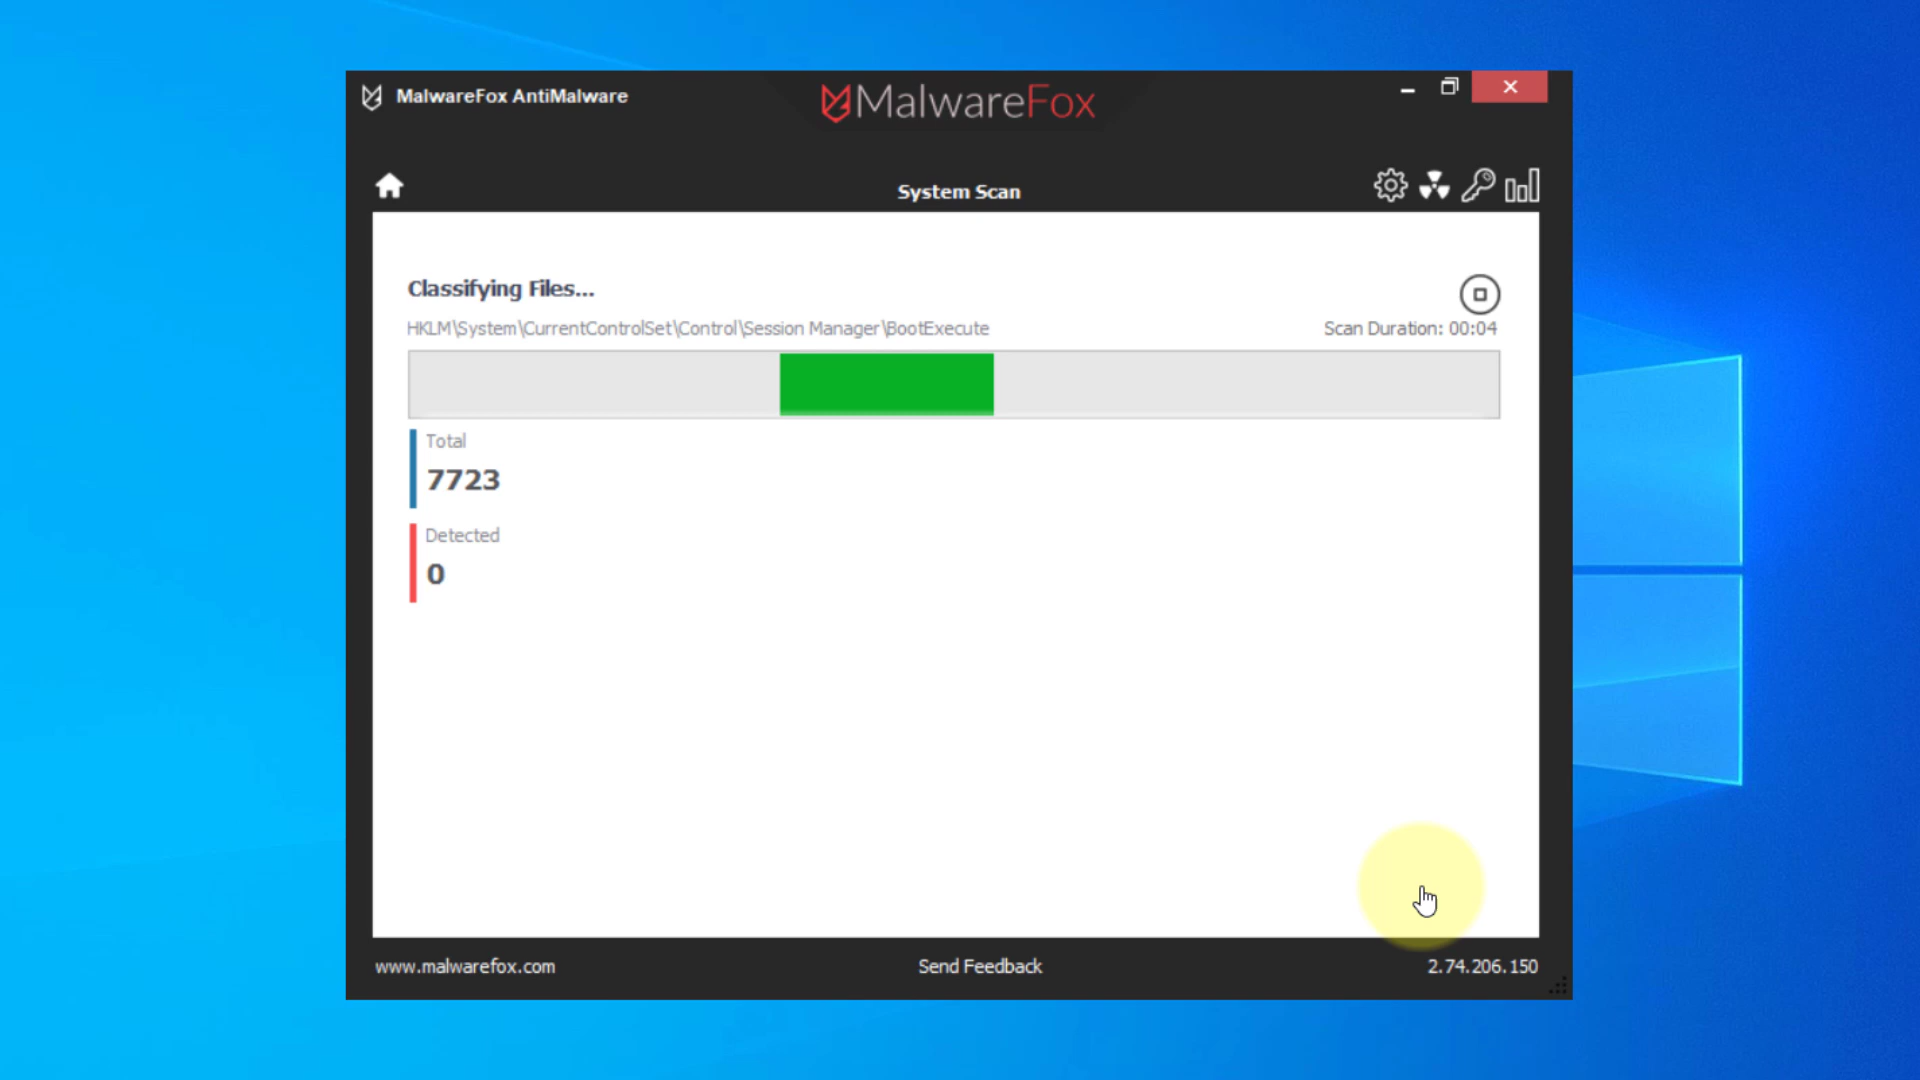 MalwareFox AntiMalware
MalwareFox
System Scan
Classifying Files...
HKLM\System\CurrentControlSet\Control\Session Manager\BootExecute
Scan Duration: 00:04
Total
7723
Detected
0
www.malwarefox.com
Send Feedback
2.74.206.150